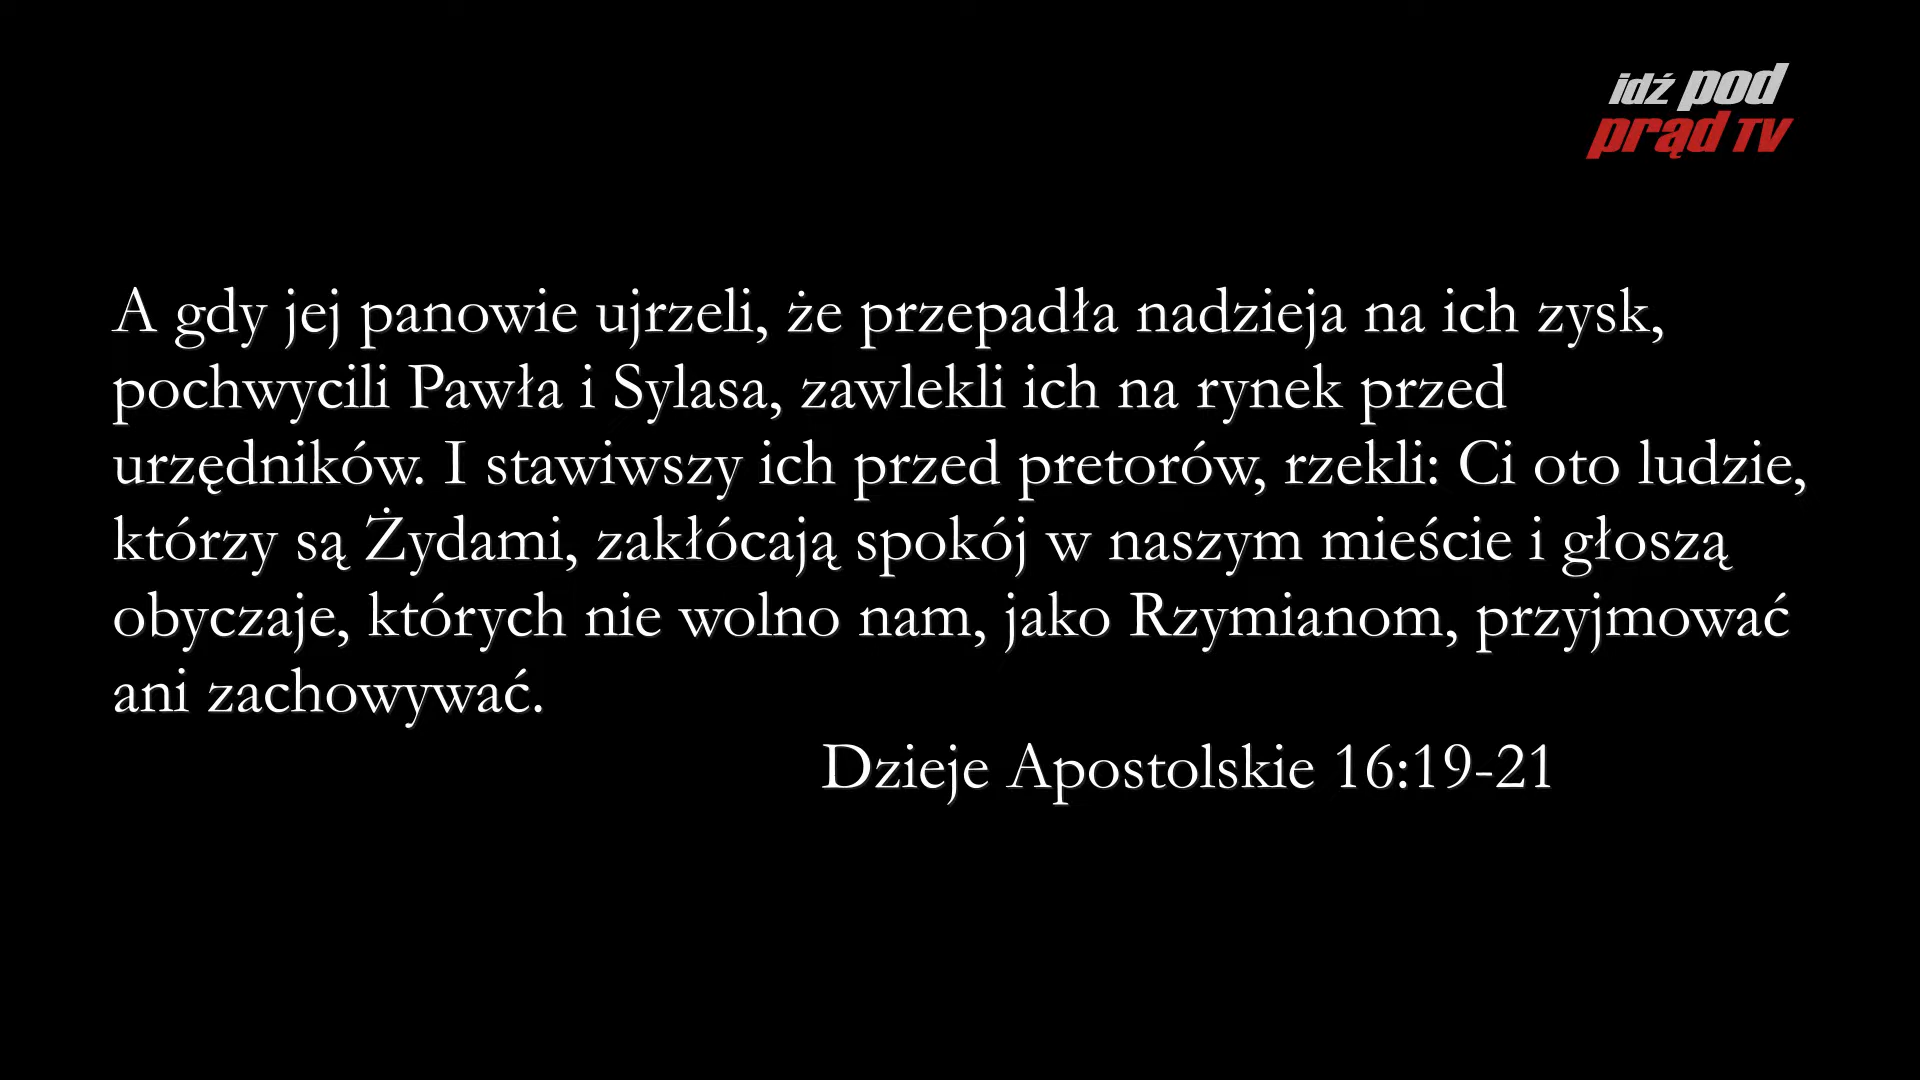 idź pod
prąd TV
A gdy jej panowie ujrzeli, że przepadła nadzieja na ich zysk,
pochwycili Pawła i Sylasa, zawlekli ich na rynek przed
urzędników. I stawiwszy ich przed pretorów, rzekli: Ci oto ludzie,
którzy są Żydami, zakłócają spokój w naszym mieście i głoszą
obyczaje, których nie wolno nam, jako Rzymianom, przyjmować
ani zachowywać.
Dzieje Apostolskie 16:19-21